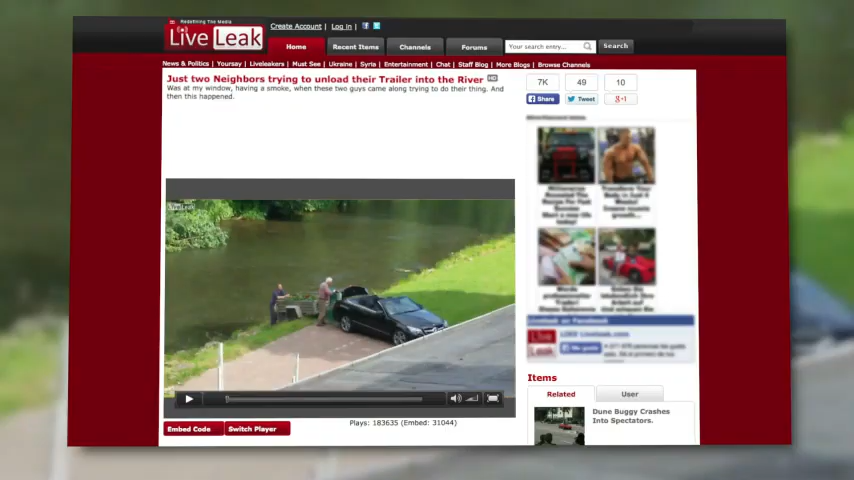 Redefining The Media
LiveLeak
Create Account | Log in
Home
Recent Items
Channels
Forums
Your search entry...
Search
News & Politics | Yoursay | Liveleakers | Must See | Ukraine | Syria | Entertainment | Chat | Staff Blog | More Blogs | Browse Channels
Just two Neighbors trying to unload their Trailer into the River HD
Was at my window, having a smoke, when these two guys came along trying to do their thing. And
then this happened.
7K
49
10
Share
Tweet
+1
LiveLeak
Embed Code
Switch Player
Plays: 183635 (Embed: 31044)
Items
Related
User
Dune Buggy Crashes
Into Spectators.